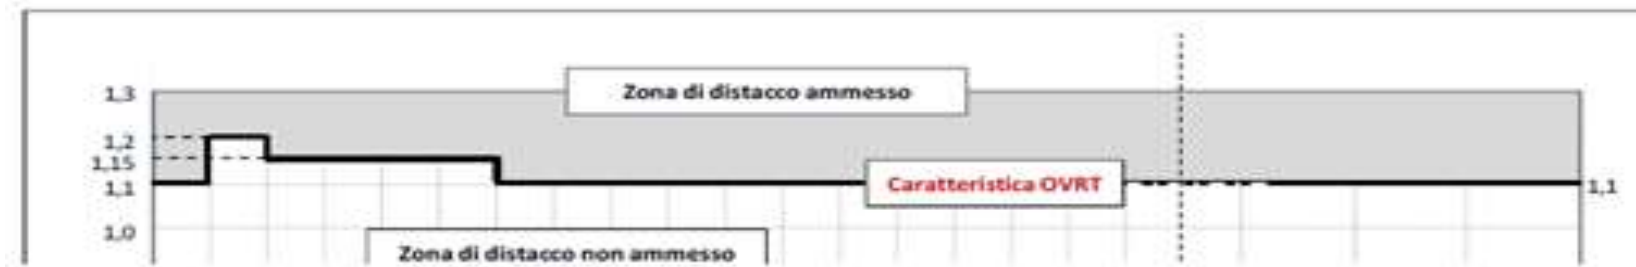 Zona di distacco ammesso
1,3
1,2
1,15
1,1
Caratteristica OVRT
1,1
1,0
Zona di distacco non ammesso